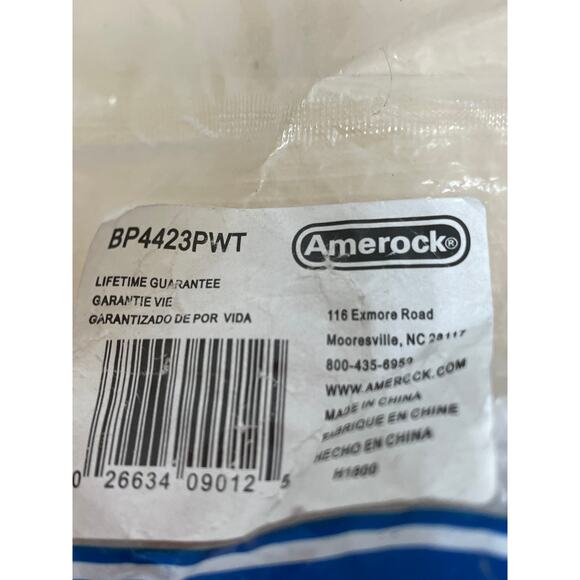 BP4423PWT
LIFETIME GUARANTEE
GARANTIE VIE
GARANTIZADO DE POR VIDA
0 26634 09012 5
Amerock®
116 Exmore Road
Mooresville, NC 28117
800-435-6959
WWW.AMEROCK.COM
MADE IN CHINA
FABRIQUE EN CHINE
HECHO EN CHINA